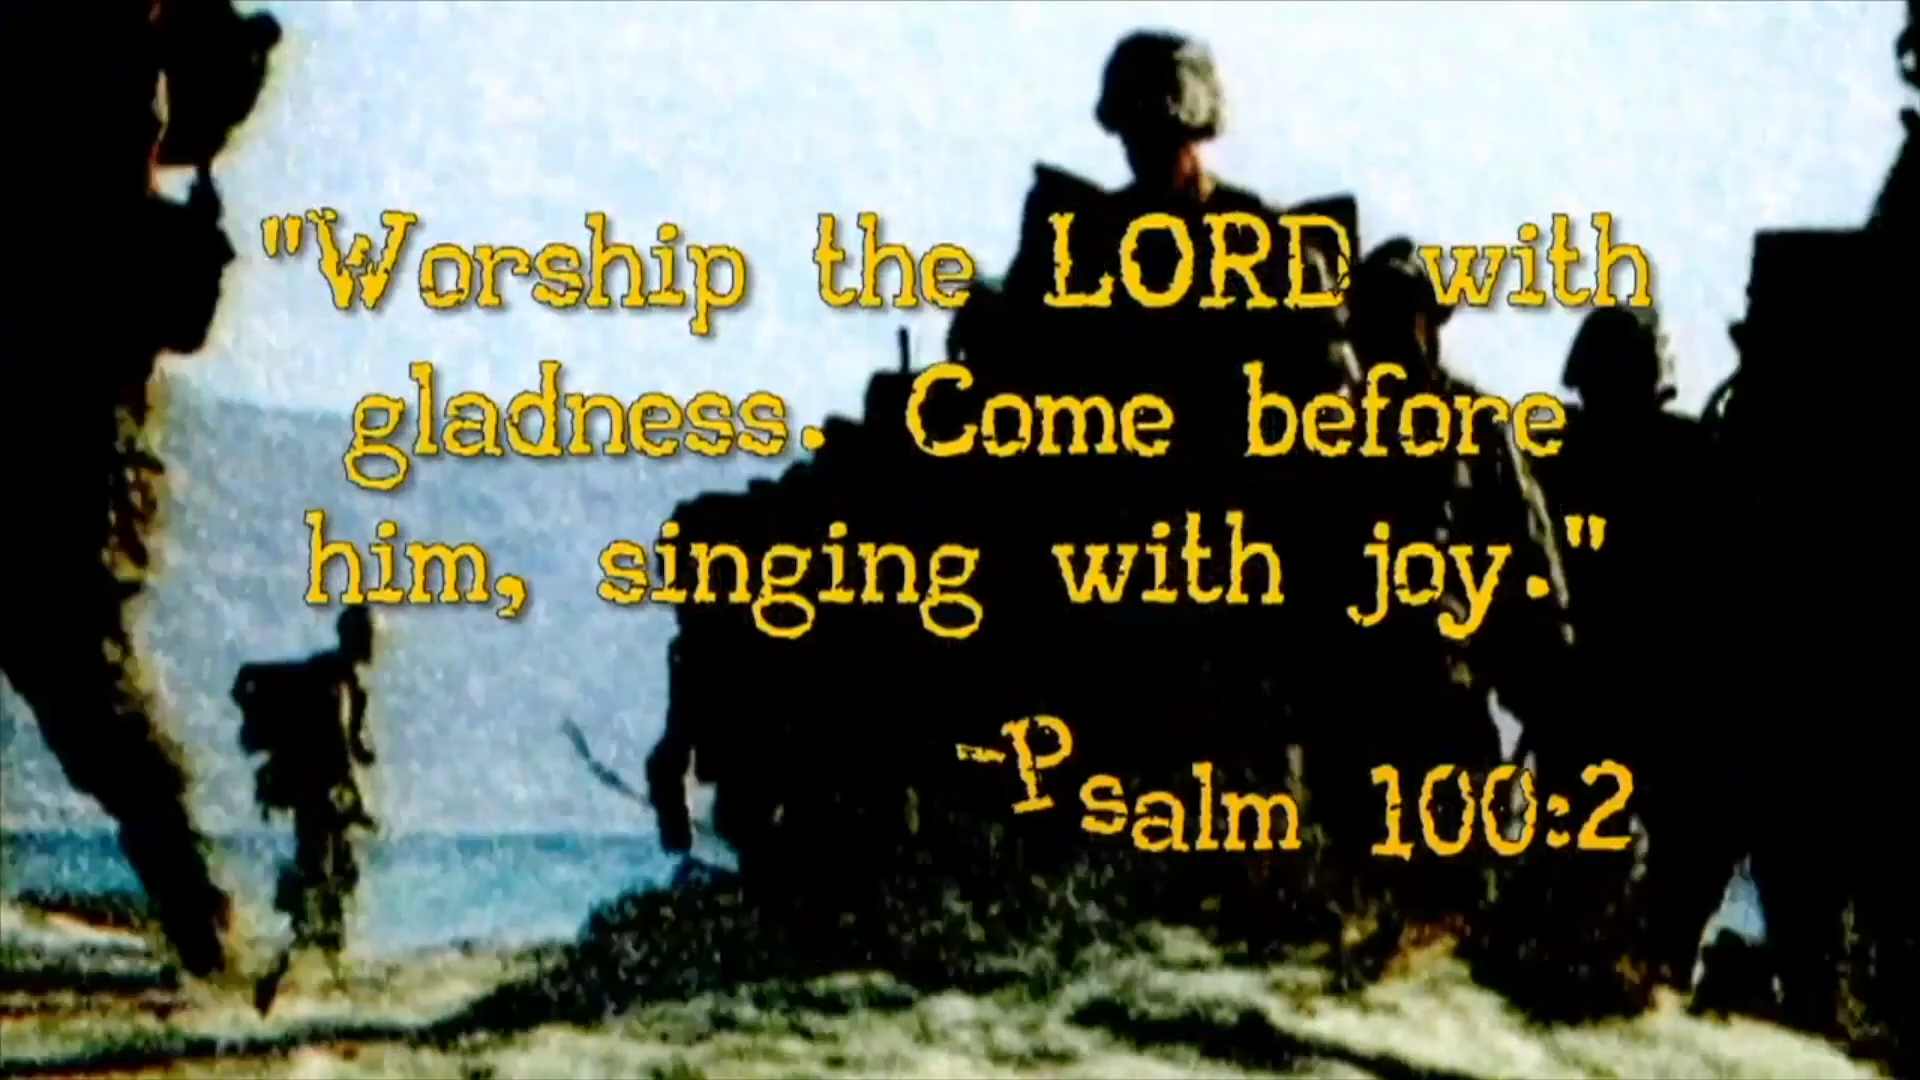 "Worship the LORD with
gladness. Come before
him, singing with joy."
-Psalm 100:2